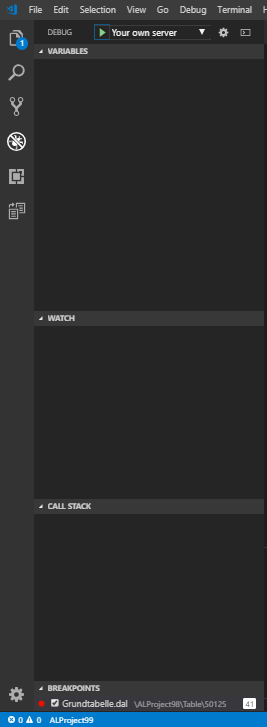 File Edit Selection View Go Debug Terminal H
DEBUG Your own server
1
VARIABLES
WATCH
CALL STACK
BREAKPOINTS
Grundtabelle.dal \ALProject98\Table\50125 41
0 0 ALProject99